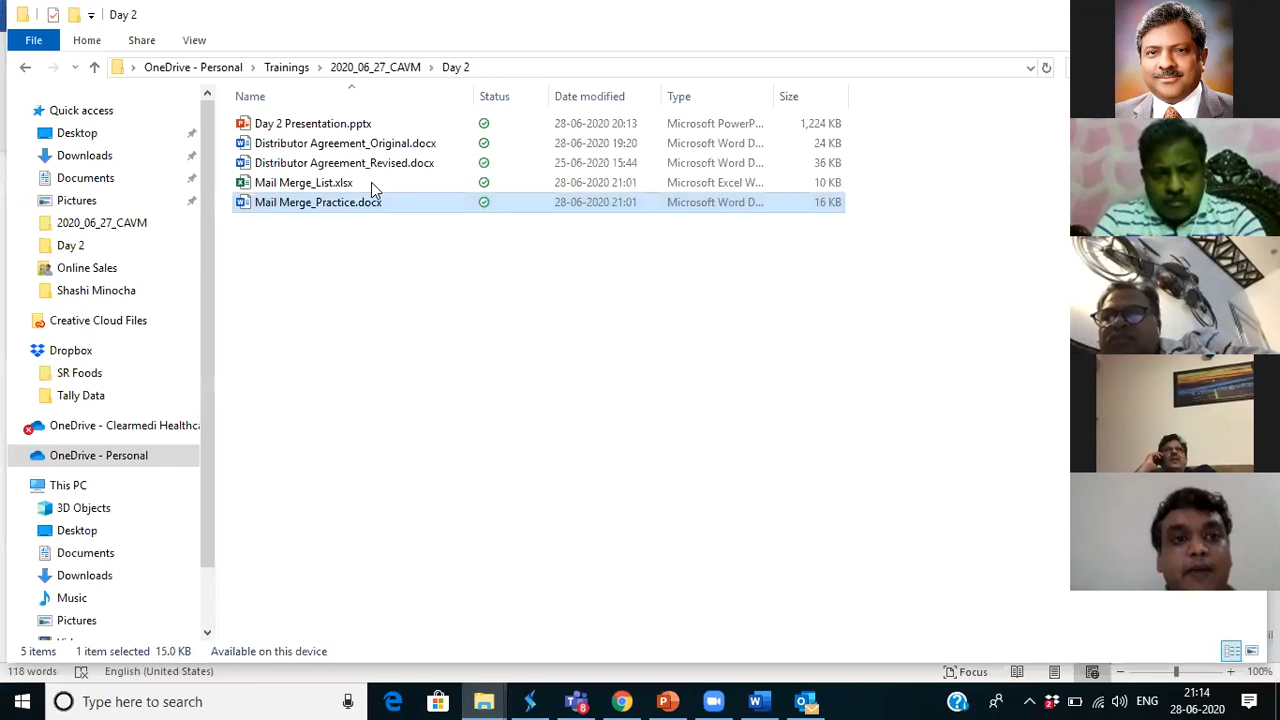 Day 2
File Home Share View
OneDrive - Personal Trainings 2020_06_27_CAVM Day 2
Name Status Date modified Type Size
Quick access
Desktop
Downloads
Documents
Pictures
2020_06_27_CAVM
Day 2
Online Sales
Shashi Minocha
Creative Cloud Files
Dropbox
SR Foods
Tally Data
OneDrive - Clearmedi Healthca
OneDrive - Personal
This PC
3D Objects
Desktop
Documents
Downloads
Music
Pictures
Day 2 Presentation.pptx 28-06-2020 20:13 Microsoft PowerP... 1,224 KB
Distributor Agreement_Original.docx 28-06-2020 19:20 Microsoft Word D... 24 KB
Distributor Agreement_Revised.docx 25-06-2020 15:44 Microsoft Word D... 36 KB
Mail Merge_List.xlsx 28-06-2020 21:01 Microsoft Excel W... 10 KB
Mail Merge_Practice.docx 28-06-2020 21:01 Microsoft Word D... 16 KB
5 items 1 item selected 15.0 KB Available on this device
118 words English (United States) Focus 100%
Type here to search ENG 21:14
28-06-2020